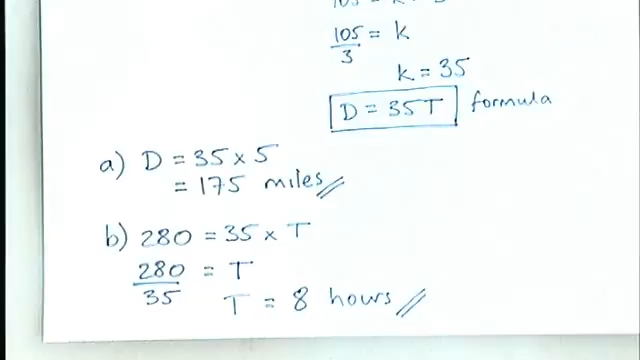 105/3 = k
k = 35
D = 35T formula
a) D = 35 × 5
= 175 miles
b) 280 = 35 × T
280/35 = T
T = 8 hours